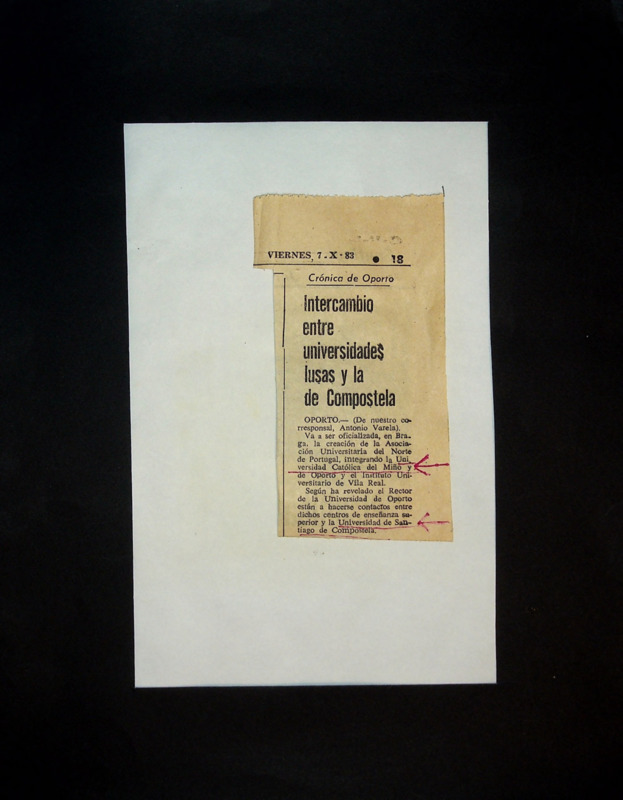 VIERNES, 7-X-83 ● 18
Crónica de Oporto
Intercambio
entre
universidades
lusas y la
de Compostela
OPORTO.— (De nuestro co-
rresponsal, Antonio Varela).
Va a ser oficializada, en Bra-
ga, la creación de la Asocia-
ción Universitaria del Norte
de Portugal, integrando la Uni
versidad Católica del Miño y
de Oporto y el Instituto Uni-
versitario de Vila Real.
Según ha revelado el Rector
de la Universidad de Oporto
están a hacerse contactos entre
dichos centros de enseñanza su-
perior y la Universidad de San-
tiago de Compostela.